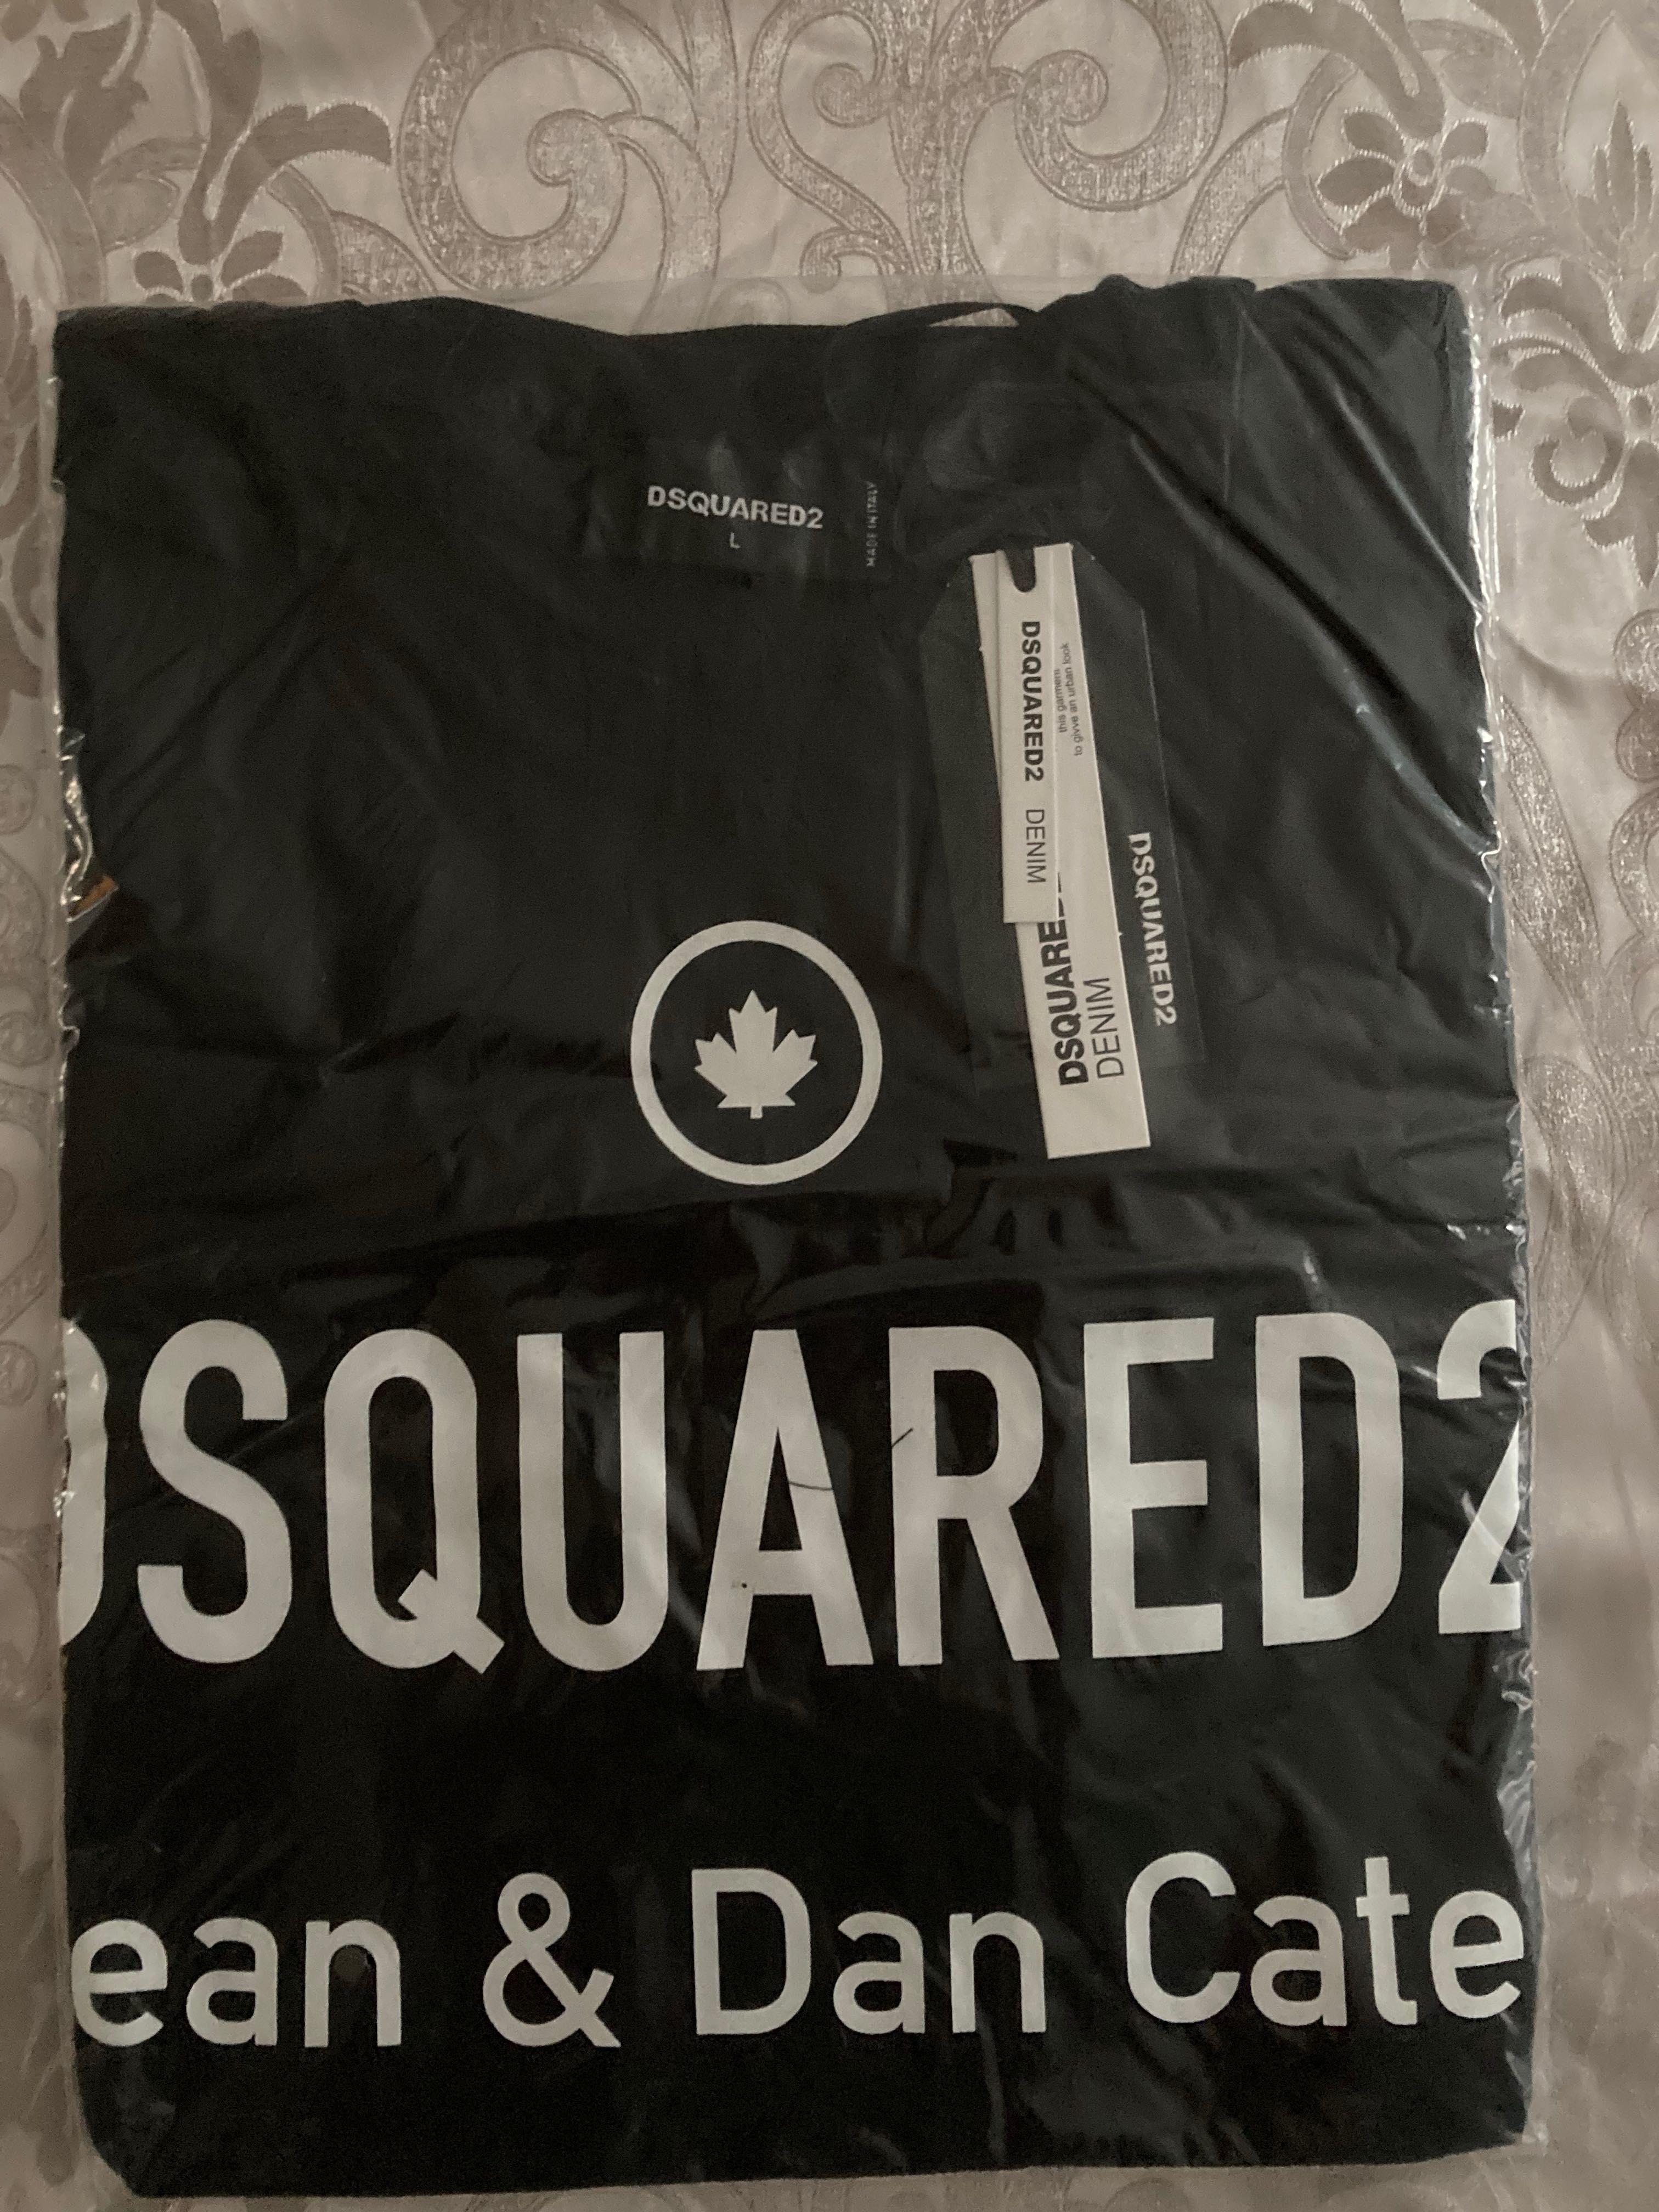 DSQUARED2
L
MADE IN ITALY
DSQUARED2 DENIM
this garment
to give an urban look
DSQUARED
DENIM
DSQUARED2
DSQUARED2
ean & Dan Cate